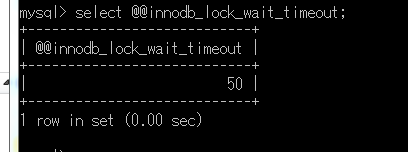 mysql> select @@innodb_lock_wait_timeout;
+----------------------------+
| @@innodb_lock_wait_timeout |
+----------------------------+
|                         50 |
+----------------------------+
1 row in set (0.00 sec)